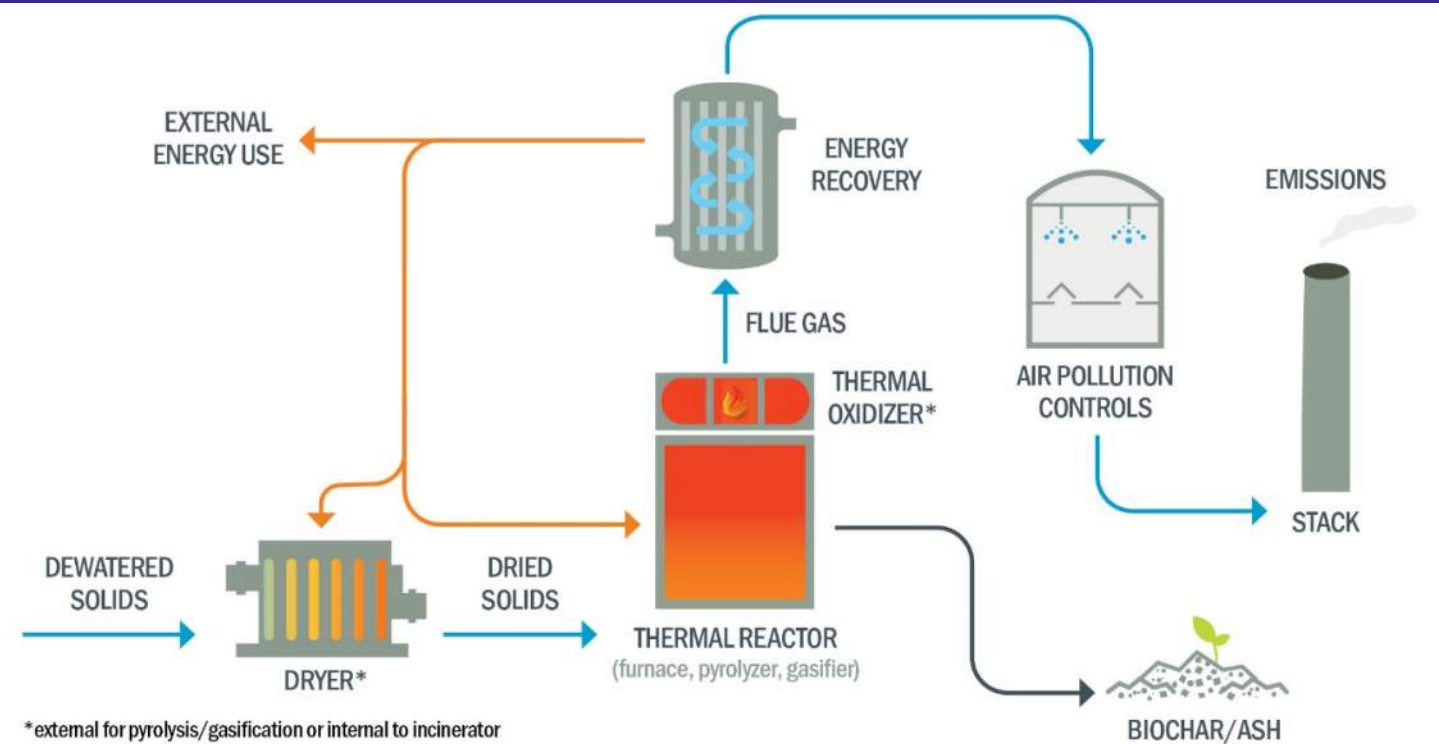 EXTERNAL
ENERGY USE
ENERGY
RECOVERY
EMISSIONS
FLUE GAS
THERMAL
OXIDIZER*
AIR POLLUTION
CONTROLS
STACK
DEWATERED
SOLIDS
DRIED
SOLIDS
DRYER*
THERMAL REACTOR
(furnace, pyrolyzer, gasifier)
BIOCHAR/ASH
*external for pyrolysis/gasification or internal to incinerator